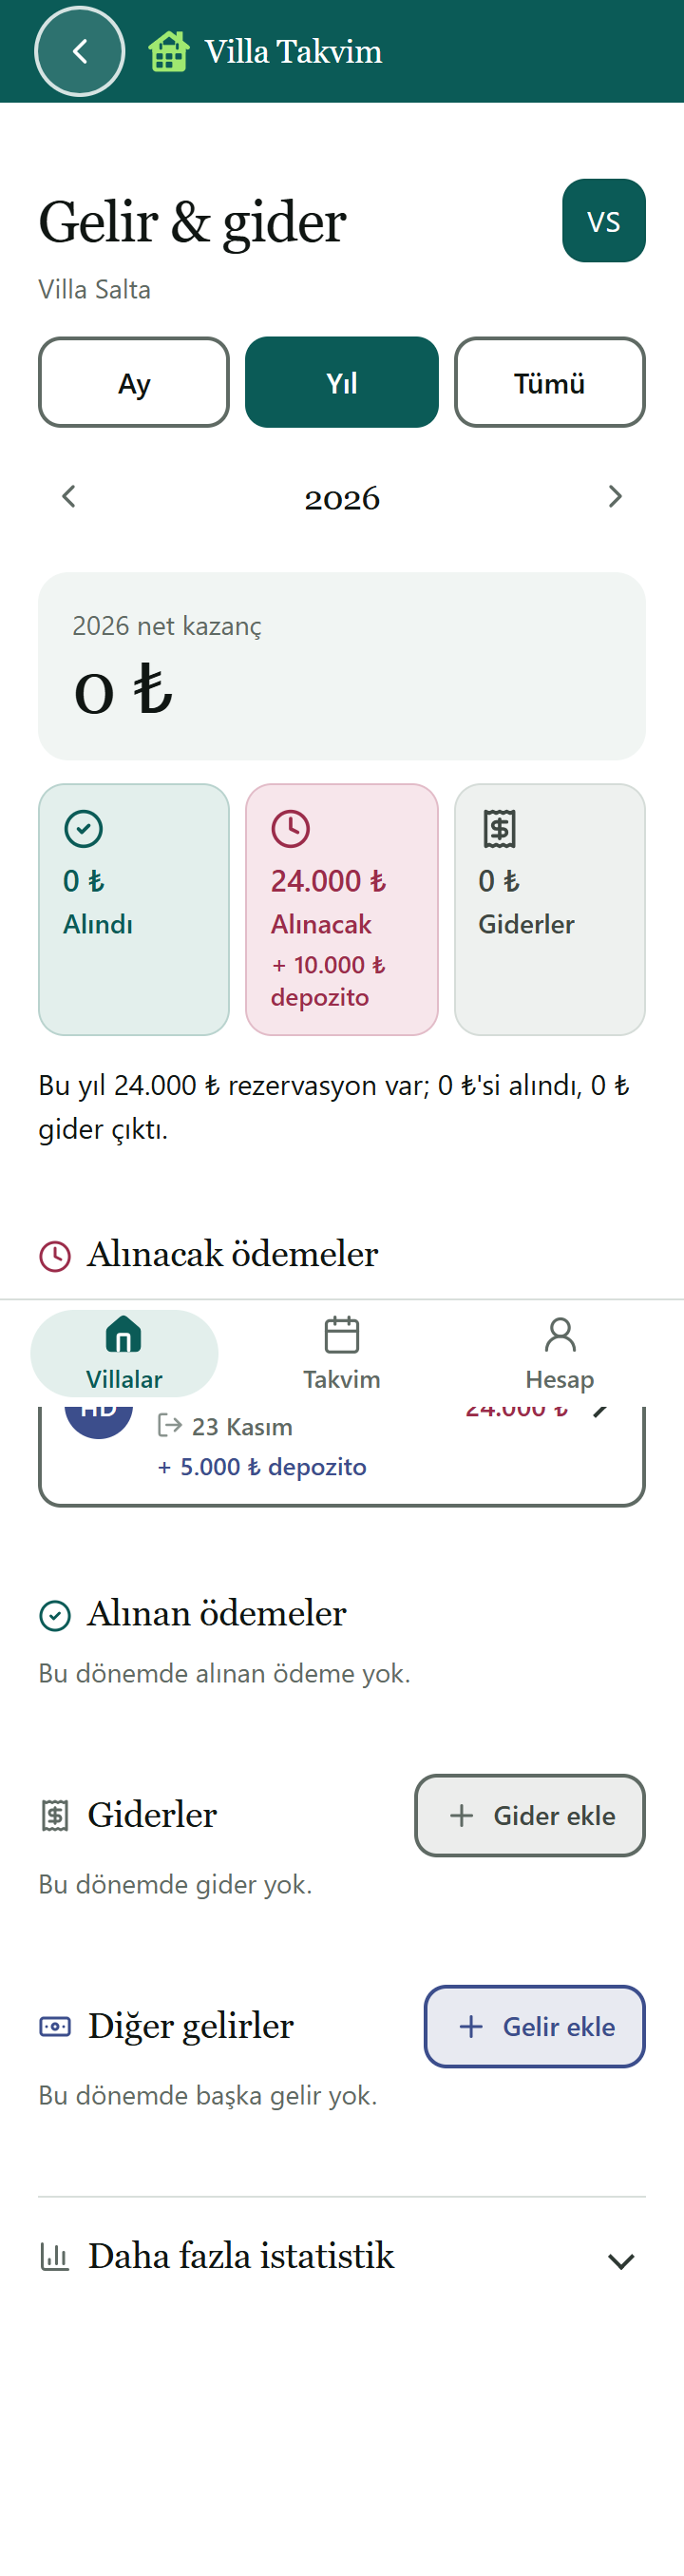 Villa Takvim
Gelir & gider
VS
Villa Salta
Ay
Yıl
Tümü
2026
2026 net kazanç
0 ₺
0 ₺
Alındı
24.000 ₺
Alınacak
+ 10.000 ₺
depozito
0 ₺
Giderler
Bu yıl 24.000 ₺ rezervasyon var; 0 ₺'si alındı, 0 ₺
gider çıktı.
Alınacak ödemeler
Villalar
Takvim
Hesap
HD
24.000 ₺
23 Kasım
+ 5.000 ₺ depozito
Alınan ödemeler
Bu dönemde alınan ödeme yok.
Giderler
+ Gider ekle
Bu dönemde gider yok.
Diğer gelirler
+ Gelir ekle
Bu dönemde başka gelir yok.
Daha fazla istatistik